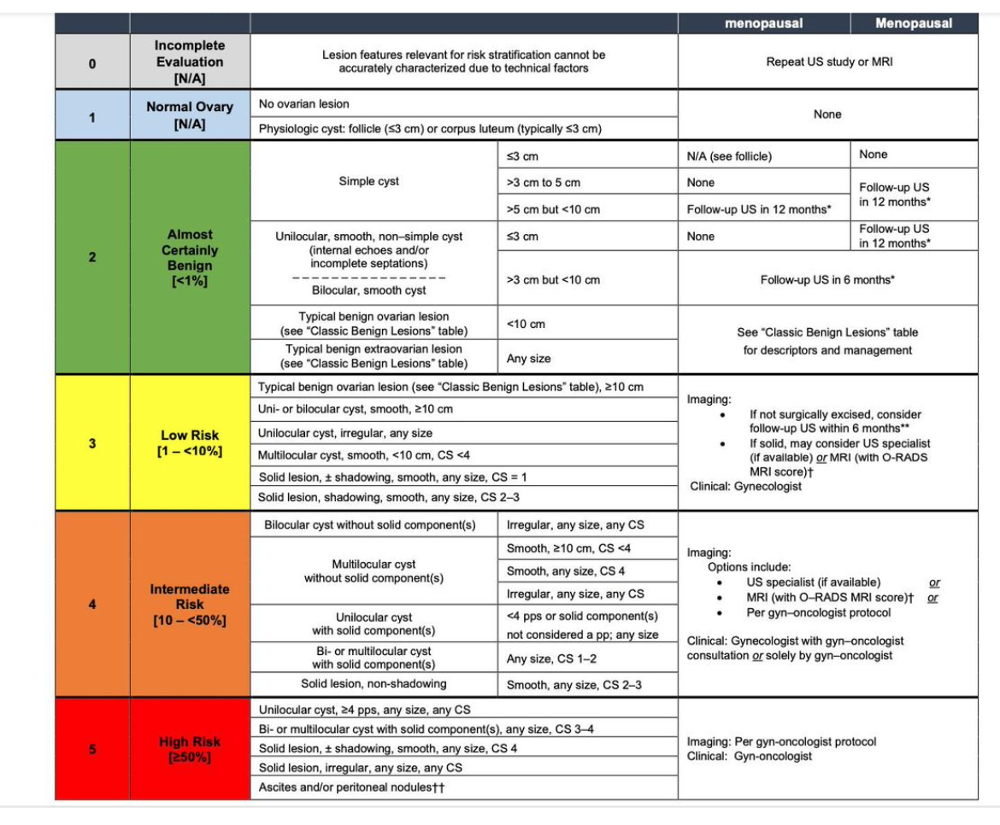 menopausal
Menopausal
0
Incomplete
Evaluation
[N/A]
Lesion features relevant for risk stratification cannot be
accurately characterized due to technical factors
Repeat US study or MRI
1
Normal Ovary
[N/A]
No ovarian lesion
Physiologic cyst: follicle (≤3 cm) or corpus luteum (typically ≤3 cm)
None
2
Almost
Certainly
Benign
[<1%]
Simple cyst
≤3 cm
N/A (see follicle)
None
>3 cm to 5 cm
None
Follow-up US
in 12 months*
>5 cm but <10 cm
Follow-up US in 12 months*
Unilocular, smooth, non–simple cyst
(internal echoes and/or
incomplete septations)
Bilocular, smooth cyst
≤3 cm
None
Follow-up US
in 12 months*
>3 cm but <10 cm
Follow-up US in 6 months*
Typical benign ovarian lesion
(see “Classic Benign Lesions” table)
<10 cm
See “Classic Benign Lesions” table
for descriptors and management
Typical benign extraovarian lesion
(see “Classic Benign Lesions” table)
Any size
3
Low Risk
[1 – <10%]
Typical benign ovarian lesion (see “Classic Benign Lesions” table), ≥10 cm
Uni- or bilocular cyst, smooth, ≥10 cm
Unilocular cyst, irregular, any size
Multilocular cyst, smooth, <10 cm, CS <4
Solid lesion, ± shadowing, smooth, any size, CS = 1
Solid lesion, shadowing, smooth, any size, CS 2–3
Imaging:
• If not surgically excised, consider
follow-up US within 6 months**
• If solid, may consider US specialist
(if available) or MRI (with O-RADS
MRI score)†
Clinical: Gynecologist
4
Intermediate
Risk
[10 – <50%]
Bilocular cyst without solid component(s)
Irregular, any size, any CS
Multilocular cyst
without solid component(s)
Smooth, ≥10 cm, CS <4
Smooth, any size, CS 4
Irregular, any size, any CS
Unilocular cyst
with solid component(s)
<4 pps or solid component(s)
not considered a pp; any size
Bi- or multilocular cyst
with solid component(s)
Any size, CS 1–2
Solid lesion, non-shadowing
Smooth, any size, CS 2–3
Imaging:
Options include:
• US specialist (if available) or
• MRI (with O–RADS MRI score)† or
• Per gyn–oncologist protocol
Clinical: Gynecologist with gyn–oncologist
consultation or solely by gyn–oncologist
5
High Risk
[≥50%]
Unilocular cyst, ≥4 pps, any size, any CS
Bi- or multilocular cyst with solid component(s), any size, CS 3–4
Solid lesion, ± shadowing, smooth, any size, CS 4
Solid lesion, irregular, any size, any CS
Ascites and/or peritoneal nodules††
Imaging: Per gyn-oncologist protocol
Clinical: Gyn-oncologist